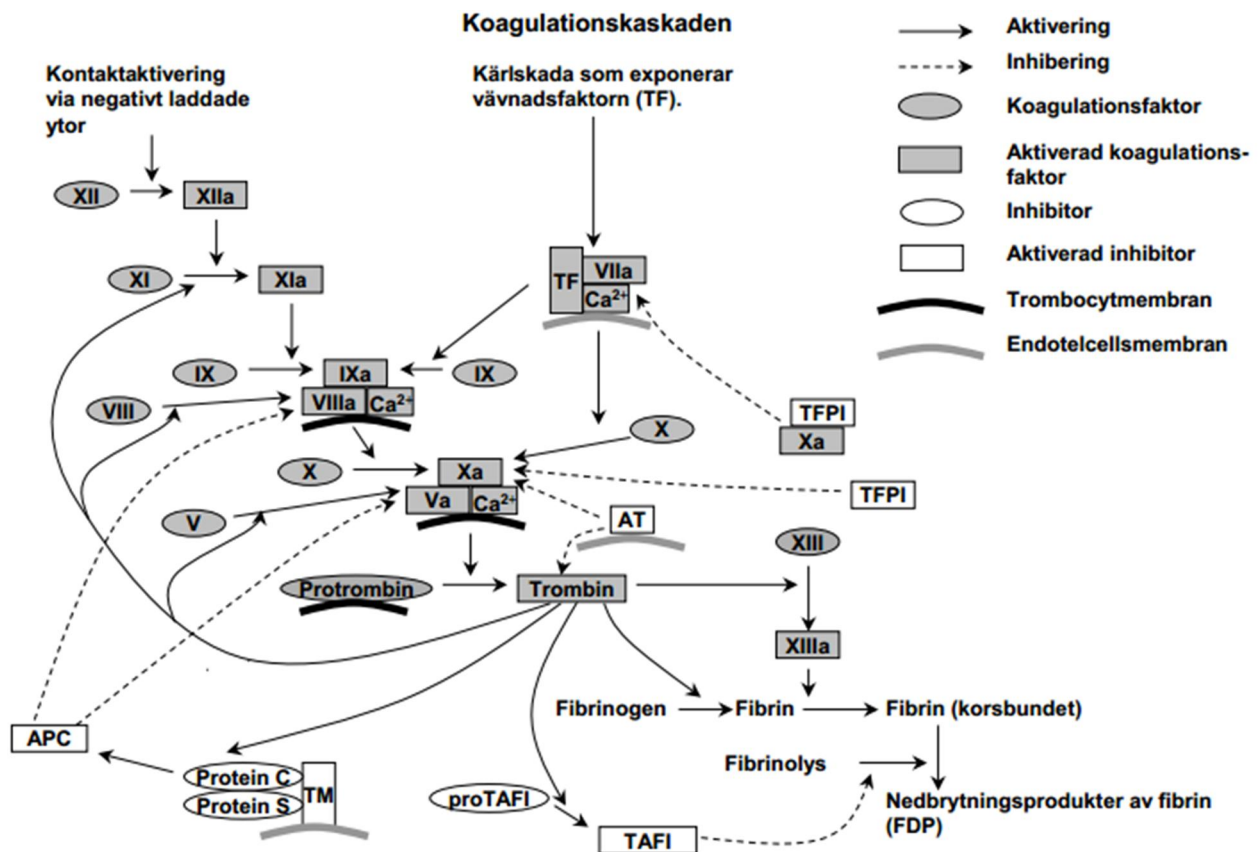 Koagulationskaskaden
Kontaktaktivering
via negativt laddade
ytor
Kärlskada som exponerar
vävnadsfaktorn (TF).
Aktivering
Inhibering
Koagulationsfaktor
Aktiverad koagulations-
faktor
Inhibitor
Aktiverad inhibitor
Trombocytmembran
Endotelcellsmembran
XII
XIIa
XI
XIa
TF
VIIa
Ca2+
IX
IXa
IX
VIII
VIIIa
Ca2+
TFPI
Xa
X
X
Xa
TFPI
V
Va
Ca2+
AT
XIII
Protrombin
Trombin
XIIIa
Fibrinogen
Fibrin
Fibrin (korsbundet)
APC
Fibrinolys
Protein C
Protein S
TM
proTAFI
TAFI
Nedbrytningsprodukter av fibrin
(FDP)